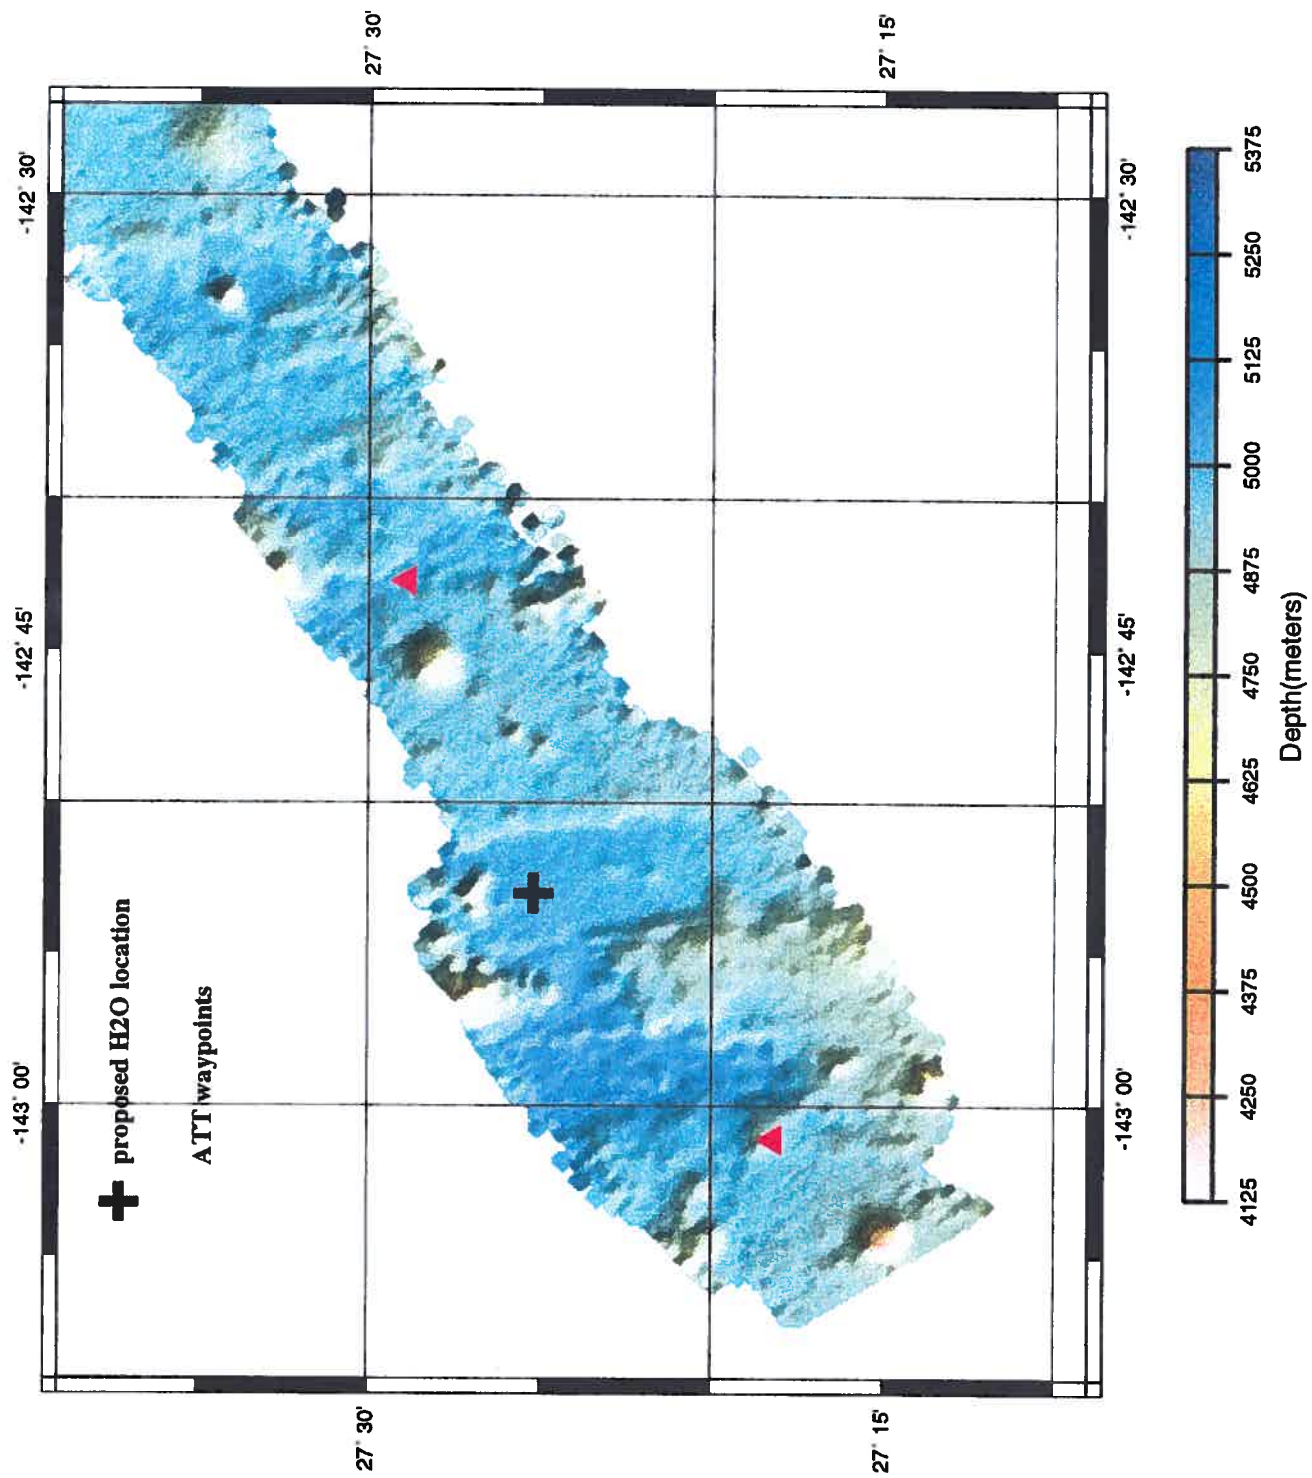 -143° 00'
-142° 45'
-142° 30'
27° 30'
27° 30'
proposed H2O location
ATT waypoints
27° 15'
27° 15'
-143° 00'
-142° 45'
-142° 30'
4125 4250 4375 4500 4625 4750 4875 5000 5125 5250 5375
Depth(meters)